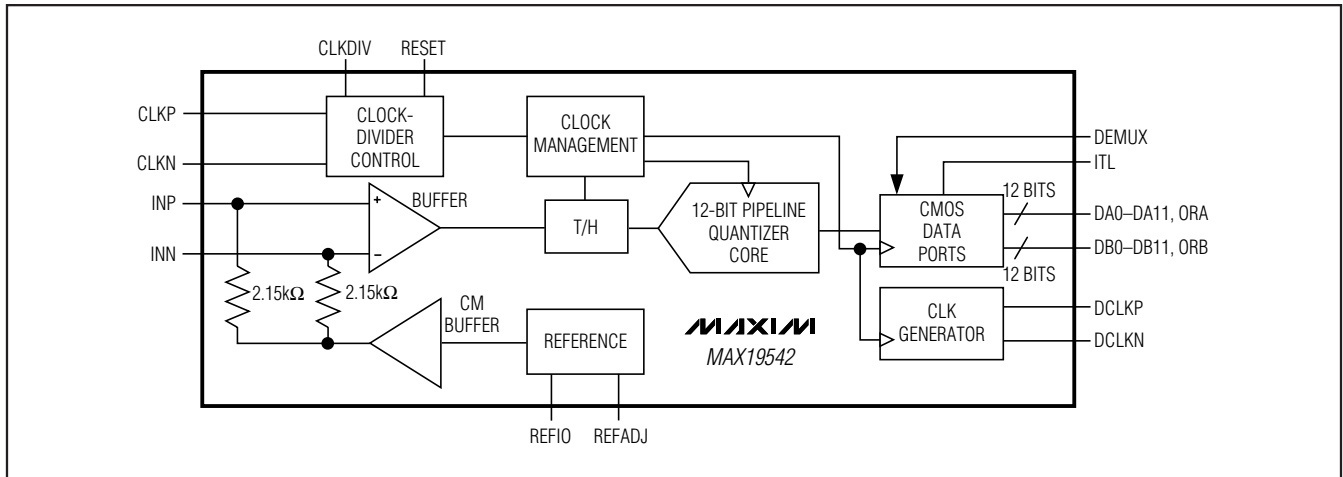 CLKDIV RESET
CLKP
CLKN
INP
INN
CLOCK-
DIVIDER
CONTROL
CLOCK
MANAGEMENT
+
BUFFER
−
T/H
12-BIT PIPELINE
QUANTIZER
CORE
CMOS
DATA
PORTS
12 BITS
12 BITS
DEMUX
ITL
DA0–DA11, ORA
DB0–DB11, ORB
2.15kΩ
2.15kΩ
CM
BUFFER
REFERENCE
MAXIM
MAX19542
CLK
GENERATOR
DCLKP
DCLKN
REFIO REFADJ